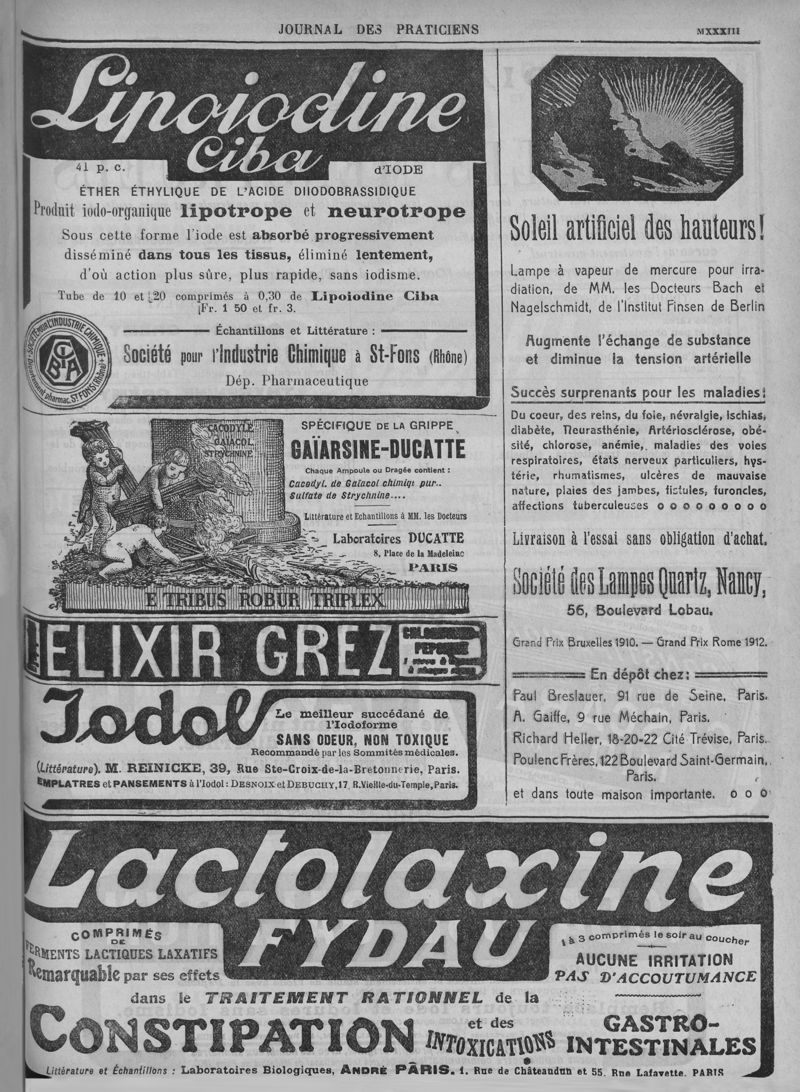 JOURNAL DES PRATICIENS
MXXXIII
Lipoiodine
Ciba
41 p. c.
d'IODE
ÉTHER ÉTHYLIQUE DE L'ACIDE DIIODOBRASSIDIQUE
Produit iodo-organique lipotrope et neurotrope
Sous cette forme l'iode est absorbé progressivement
disséminé dans tous les tissus, éliminé lentement,
d'où action plus sûre, plus rapide, sans iodisme.
Tube de 10 et 20 comprimés à 0,30 de Lipoiodine Ciba
Fr. 1 50 et fr. 3.
Échantillons et Littérature :
Société pour l'Industrie Chimique à St-Fons (Rhône)
Dép. Pharmaceutique
SOCIÉTÉ POUR L'INDUSTRIE CHIMIQUE
CIBA
Département pharmac. ST FONS (Rhône)
CACODYLE
GAIACOL
STRYCHNINE
SPÉCIFIQUE DE LA GRIPPE
GAÏARSINE-DUCATTE
Chaque Ampoule ou Dragée contient :
Cacodyl. de Gaïacol chimiq: pur..
Sulfate de Strychnine....
Littérature et Echantillons à MM. les Docteurs
Laboratoires DUCATTE
8, Place de la Madeleine
PARIS
E TRIBUS ROBUR TRIPLEX
ELIXIR GREZ
PEPSIQUE
Iodol
Le meilleur succédané de
l'Iodoforme
SANS ODEUR, NON TOXIQUE
Recommandé par les Sommités médicales.
(Littérature). M. REINICKE, 39, Rue Ste-Croix-de-la-Bretonnerie, Paris.
EMPLATRES et PANSEMENTS à l'Iodol : DESNOIX et DEBUCHY, 17, R. Vieille-du-Temple, Paris.
Soleil artificiel des hauteurs!
Lampe à vapeur de mercure pour irra-
diation, de MM. les Docteurs Bach et
Nagelschmidt, de l'Institut Finsen de Berlin
Augmente l'échange de substance
et diminue la tension artérielle
Succès surprenants pour les maladies!
Du coeur, des reins, du foie, névralgie, ischias,
diabète, Neurasthénie, Artériosclérose, obé-
sité, chlorose, anémie, maladies des voies
respiratoires, états nerveux particuliers, hys-
térie, rhumatismes, ulcères de mauvaise
nature, plaies des jambes, fistules, furoncles,
affections tuberculeuses o o o o o o o o o
Livraison à l'essai sans obligation d'achat.
Société des Lampes Quartz, Nancy,
56, Boulevard Lobau.
Grand Prix Bruxelles 1910. — Grand Prix Rome 1912.
En dépôt chez:
Paul Breslauer, 91 rue de Seine, Paris.
A. Gaiffe, 9 rue Méchain, Paris.
Richard Heller, 18-20-22 Cité Trévise, Paris.
Poulenc Frères, 122 Boulevard Saint-Germain,
Paris.
et dans toute maison importante. o o o
Lactolaxine
FYDAU
COMPRIMÉS
DE
FERMENTS LACTIQUES LAXATIFS
Remarquable par ses effets
1 à 3 comprimés le soir au coucher
AUCUNE IRRITATION
PAS D'ACCOUTUMANCE
dans le TRAITEMENT RATIONNEL de la
CONSTIPATION et des INTOXICATIONS GASTRO-
INTESTINALES
Littérature et Échantillons : Laboratoires Biologiques, ANDRÉ PÂRIS. 1, Rue de Châteaudun et 55, Rue Lafayette. PARIS